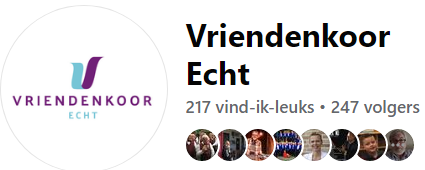 VRIENDENKOOR
ECHT
Vriendenkoor
Echt
217 vind-ik-leuks • 247 volgers